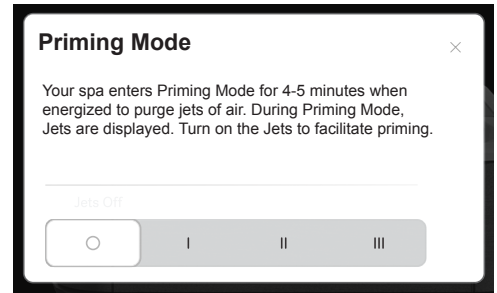 Priming Mode
Your spa enters Priming Mode for 4-5 minutes when
energized to purge jets of air. During Priming Mode,
Jets are displayed. Turn on the Jets to facilitate priming.
Jets Off
I II III